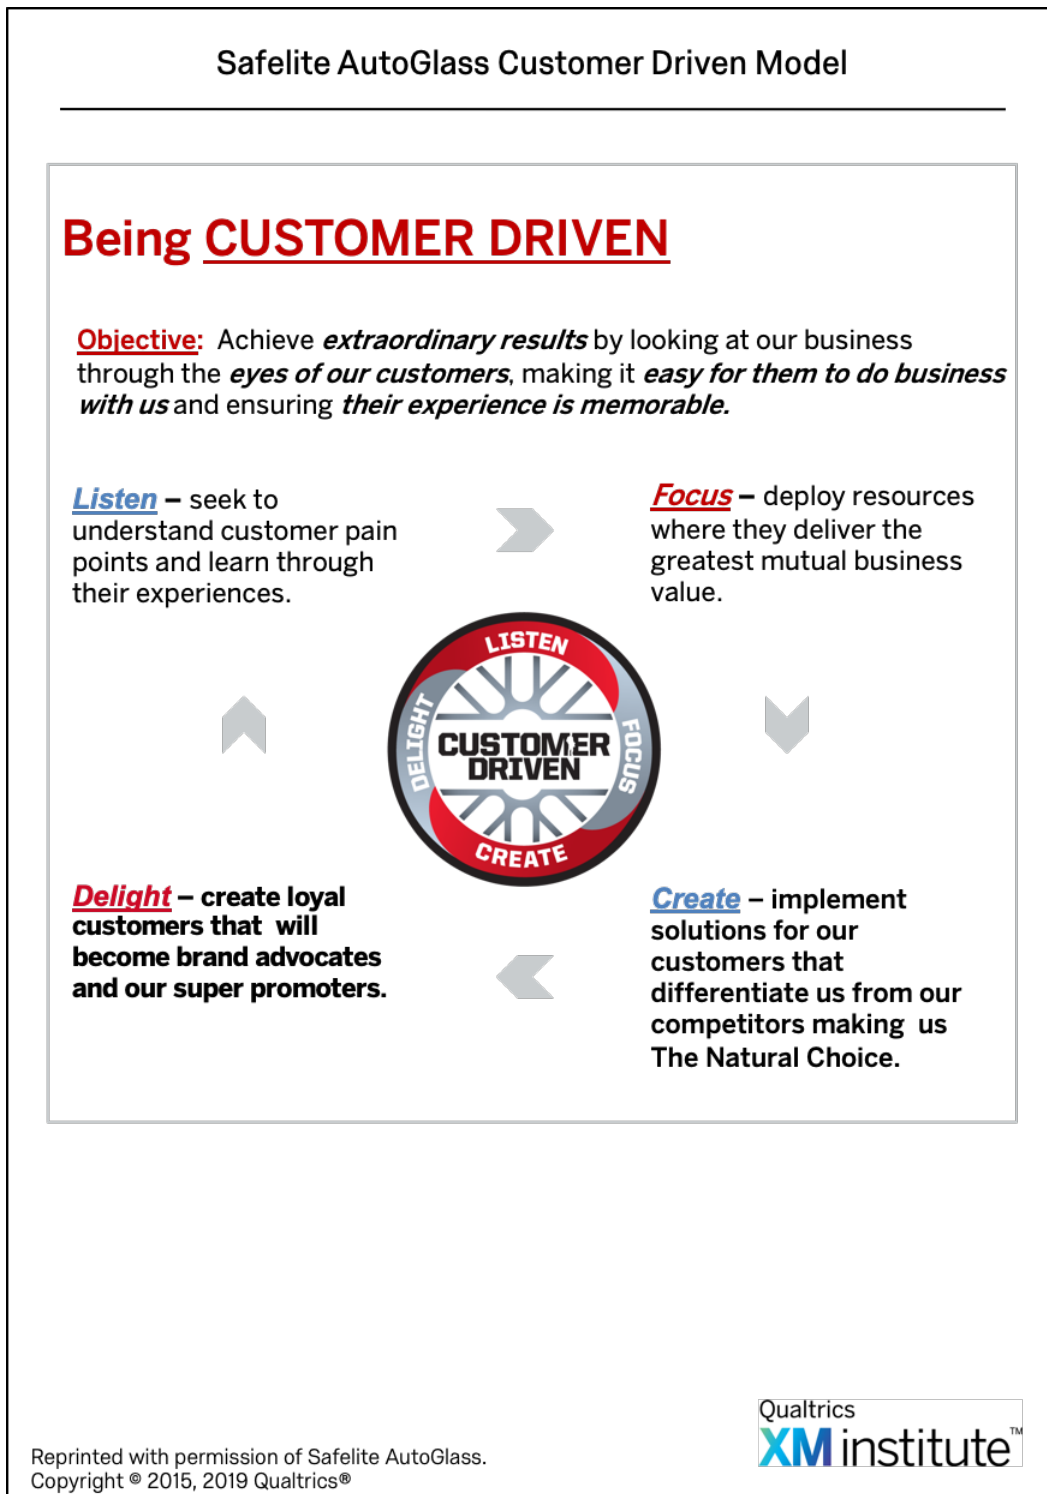 Safelite AutoGlass Customer Driven Model
Being CUSTOMER DRIVEN
Objective: Achieve extraordinary results by looking at our business
through the eyes of our customers, making it easy for them to do business
with us and ensuring their experience is memorable.
Listen – seek to
understand customer pain
points and learn through
their experiences.
Focus – deploy resources
where they deliver the
greatest mutual business
value.
LISTEN
FOCUS
CREATE
DELIGHT
CUSTOMER
DRIVEN
Delight – create loyal
customers that will
become brand advocates
and our super promoters.
Create – implement
solutions for our
customers that
differentiate us from our
competitors making us
The Natural Choice.
Reprinted with permission of Safelite AutoGlass.
Copyright © 2015, 2019 Qualtrics®
Qualtrics
XM institute™